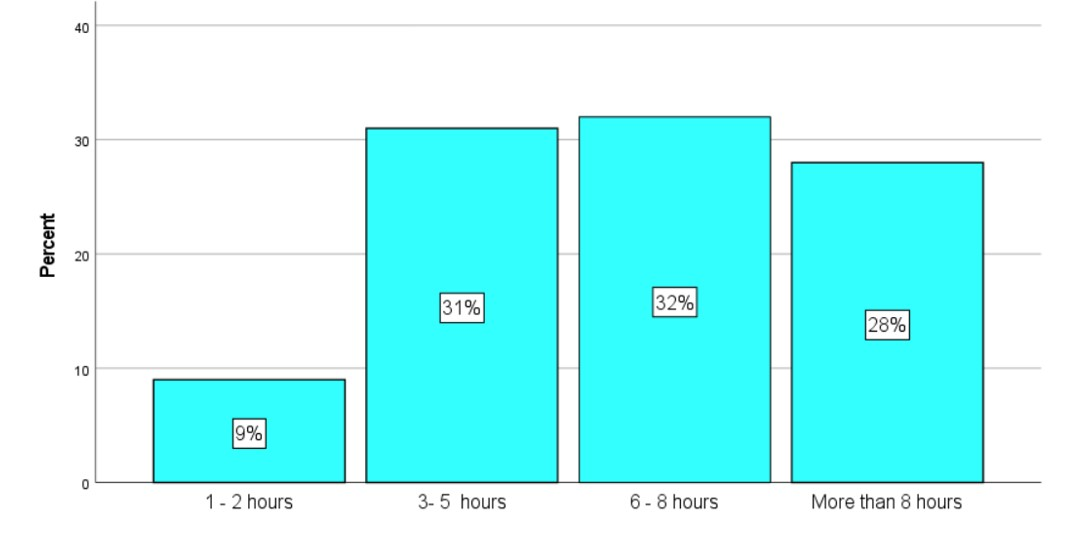 40
30
20
10
0
Percent
9%
31%
32%
28%
1 - 2 hours
3- 5  hours
6 - 8 hours
More than 8 hours